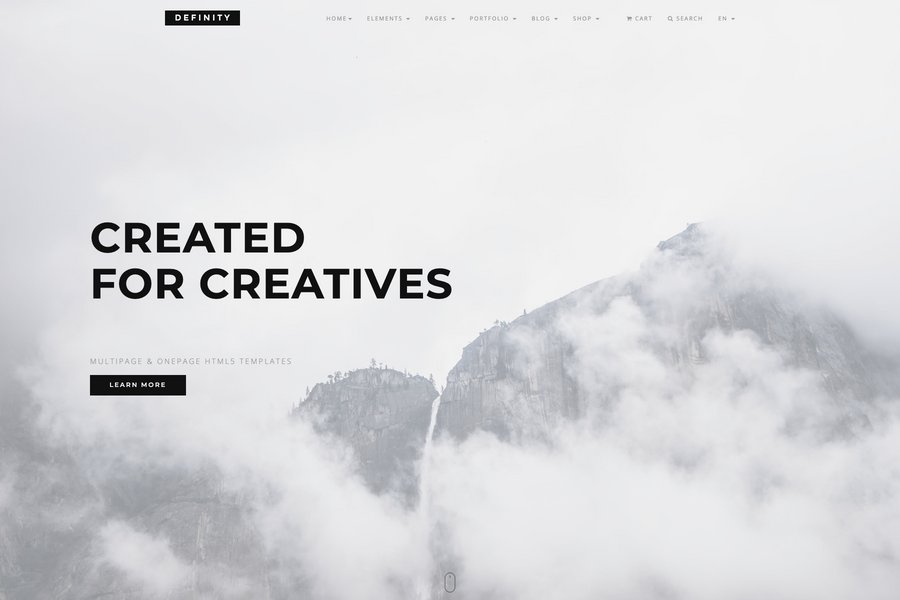 DEFINITY
HOME ELEMENTS PAGES PORTFOLIO BLOG SHOP CART SEARCH EN
CREATED
FOR CREATIVES
MULTIPAGE & ONEPAGE HTML5 TEMPLATES
LEARN MORE